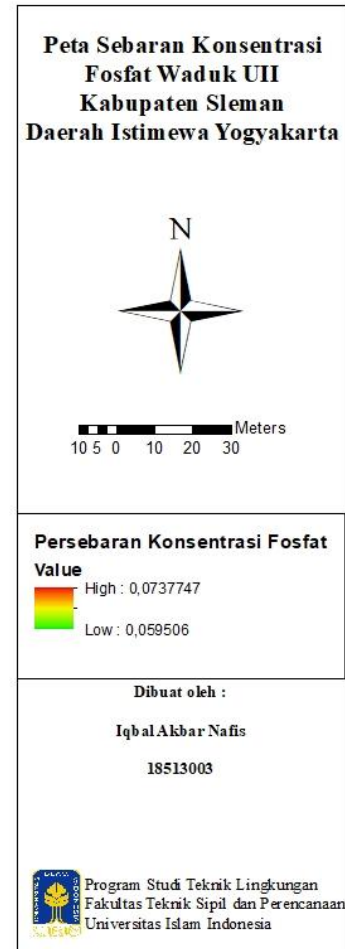 Peta Sebaran Konsentrasi
Fosfat Waduk UII
Kabupaten Sleman
Daerah Istimewa Yogyakarta
N
Meters
10 5 0 10 20 30
Persebaran Konsentrasi Fosfat
Value
High : 0,0737747
Low : 0,059506
Dibuat oleh :
Iqbal Akbar Nafis
18513003
Program Studi Teknik Lingkungan
Fakultas Teknik Sipil dan Perencanaan
Universitas Islam Indonesia